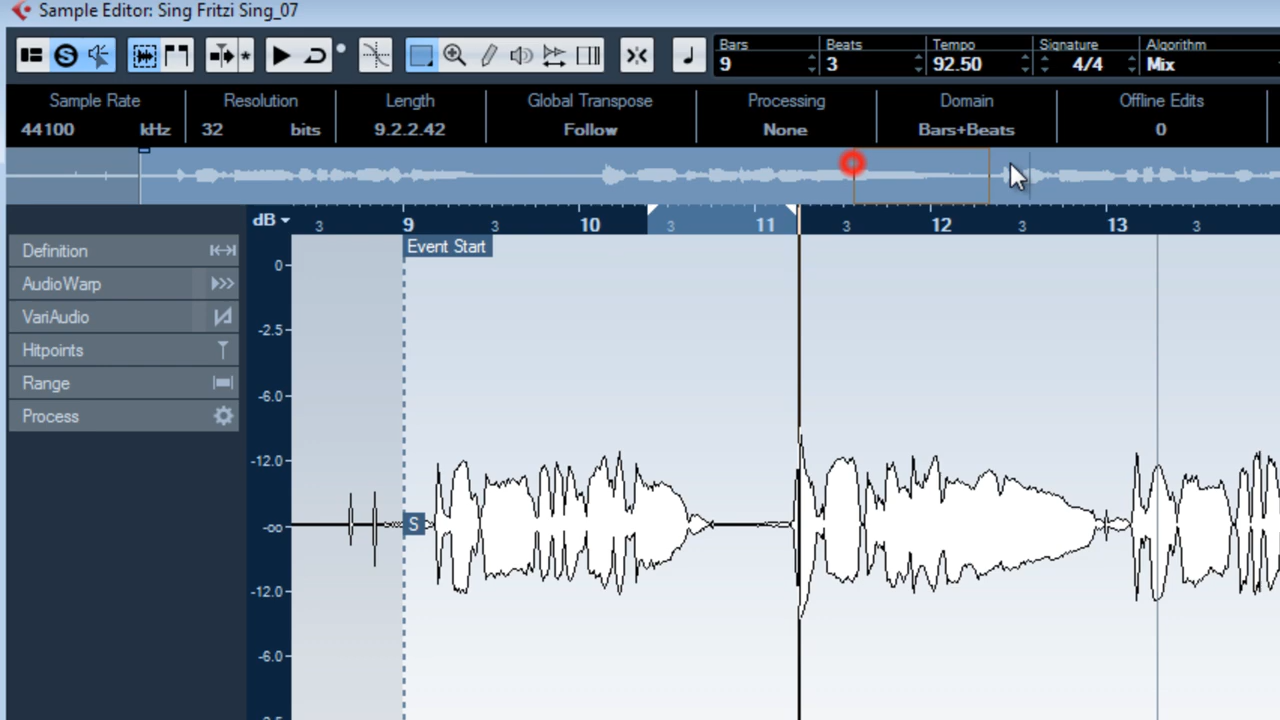 Sample Editor: Sing Fritzi Sing_07
Bars Beats Tempo Signature Algorithm
9 3 92.50 4/4 Mix
Sample Rate Resolution Length Global Transpose Processing Domain Offline Edits
44100 kHz 32 bits 9.2.2.42 Follow None Bars+Beats 0
dB 3 9 3 10 3 11 3 12 3 13 3
Event Start
Definition
AudioWarp
VariAudio
Hitpoints
Range
Process
0
-2.5
-6.0
-12.0
-oo
S
-12.0
-6.0